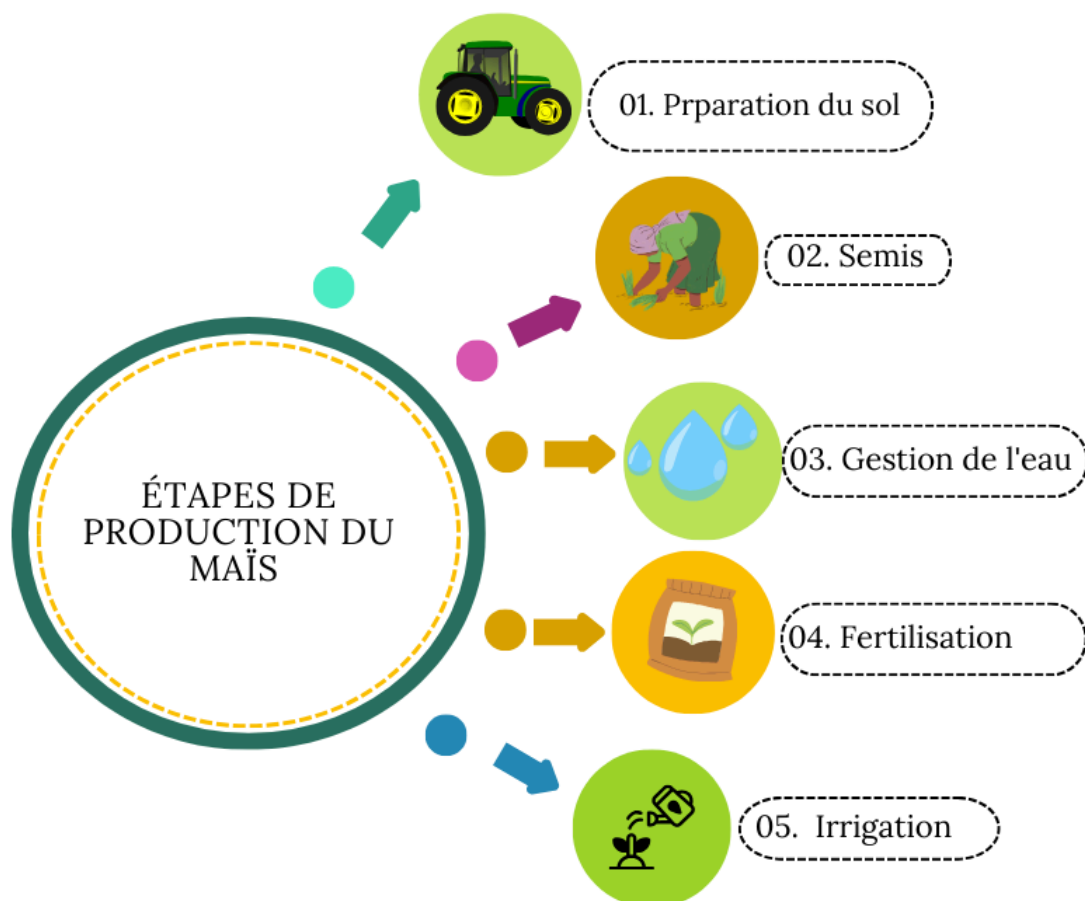 01. Prparation du sol
02. Semis
03. Gestion de l'eau
ÉTAPES DE
PRODUCTION DU
MAÏS
04. Fertilisation
05. Irrigation